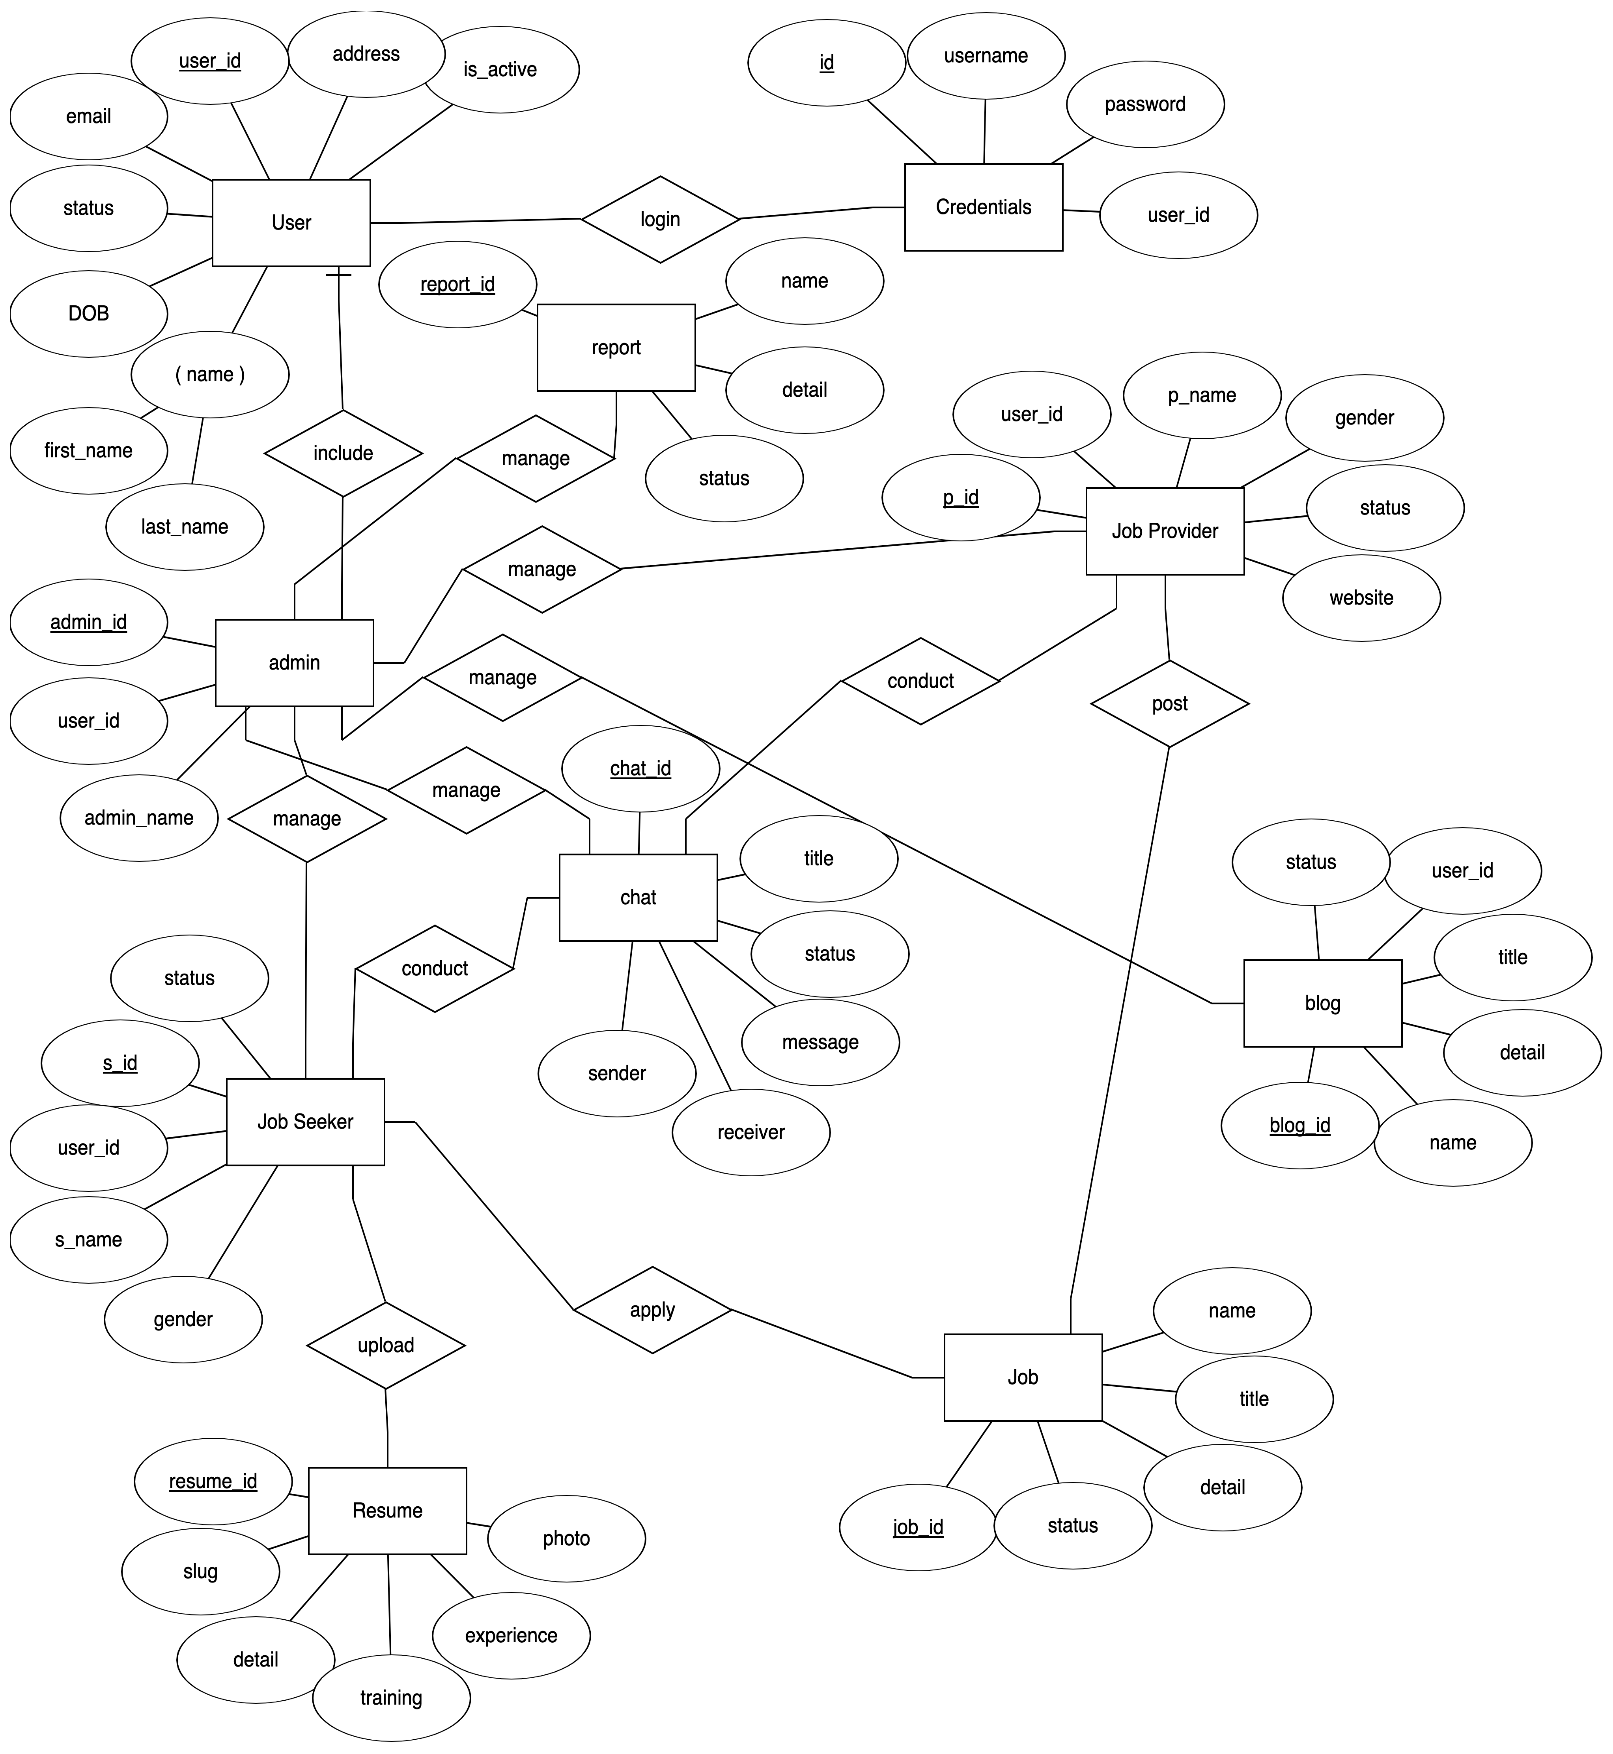 user_id
address
is_active
email
status
User
DOB
( name )
first_name
last_name
id
username
password
Credentials
user_id
login
report_id
name
report
detail
status
include
manage
user_id
p_name
gender
p_id
Job Provider
status
website
manage
admin_id
admin
user_id
admin_name
manage
manage
manage
conduct
post
chat_id
title
chat
status
message
sender
receiver
conduct
status
user_id
title
blog
detail
blog_id
name
status
s_id
Job Seeker
user_id
s_name
gender
upload
apply
name
Job
title
detail
job_id
status
resume_id
Resume
photo
slug
experience
detail
training